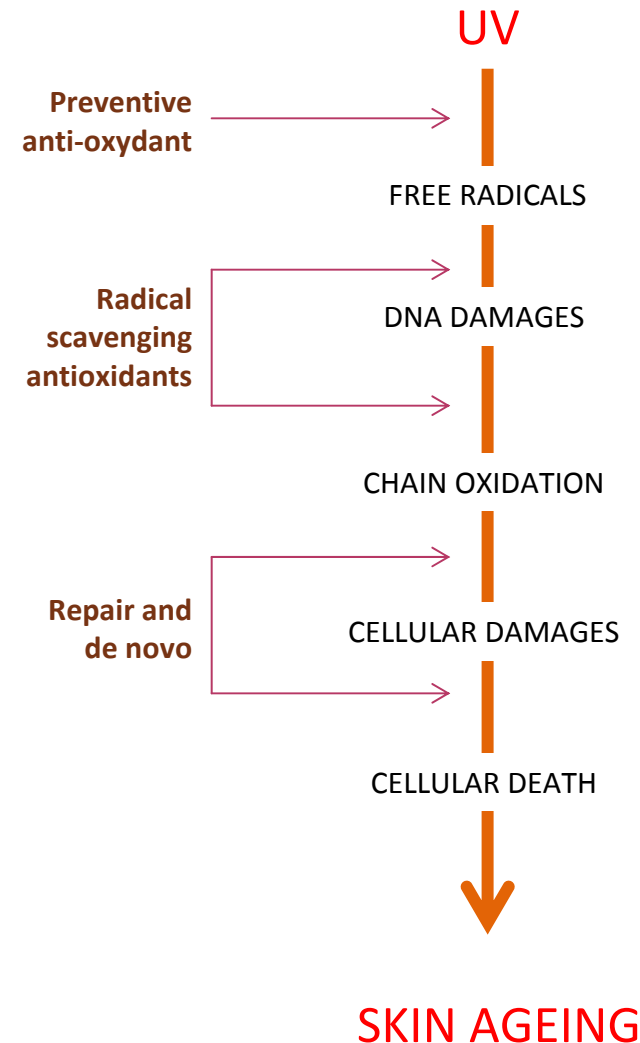 UV
Preventive
anti-oxydant
FREE RADICALS
Radical
scavenging
antioxidants
DNA DAMAGES
CHAIN OXIDATION
Repair and
de novo
CELLULAR DAMAGES
CELLULAR DEATH
SKIN AGEING